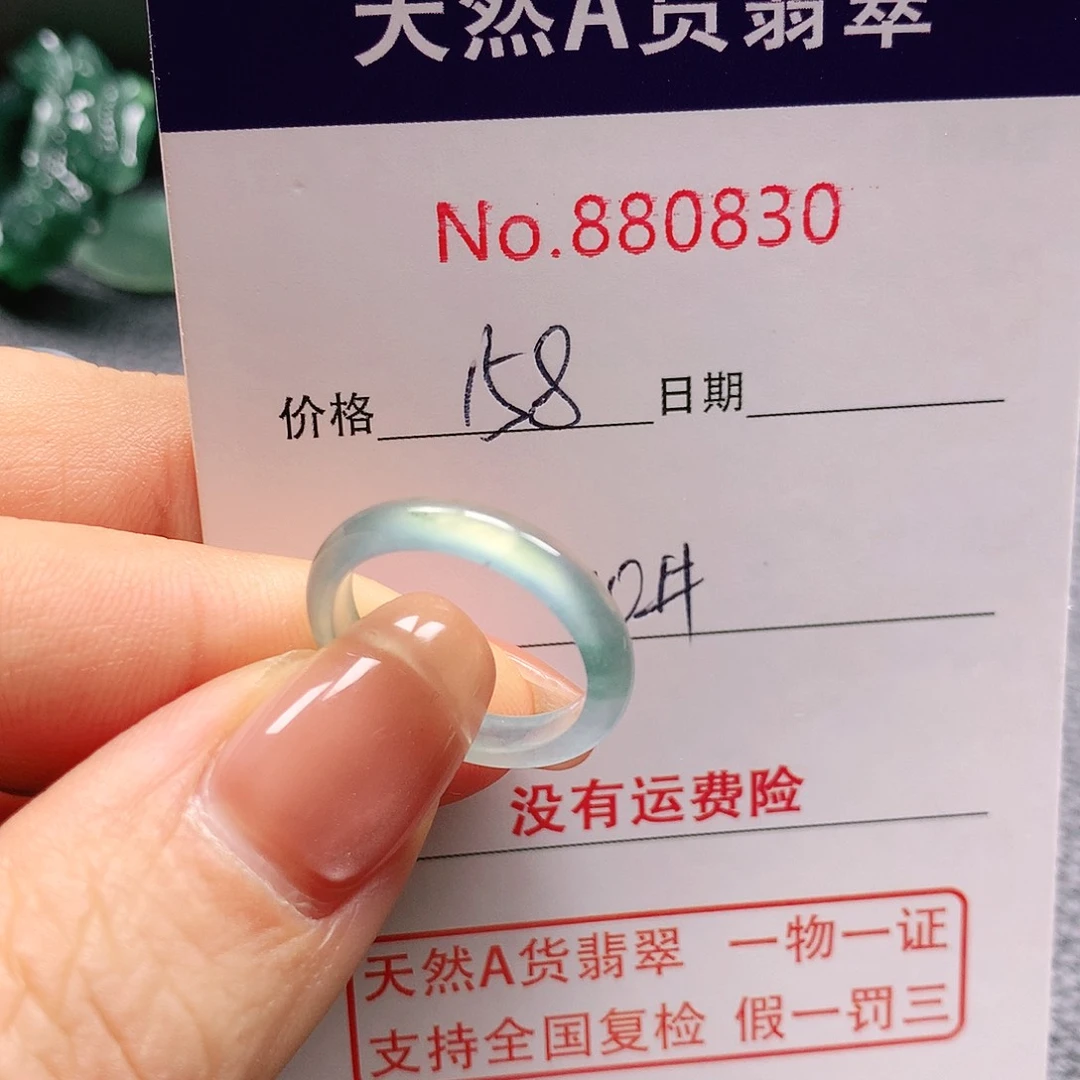 天然A货翡翠
No.880830
价格 158 日期
没有运费险
天然A货翡翠 一物一证
支持全国复检 假一罚三